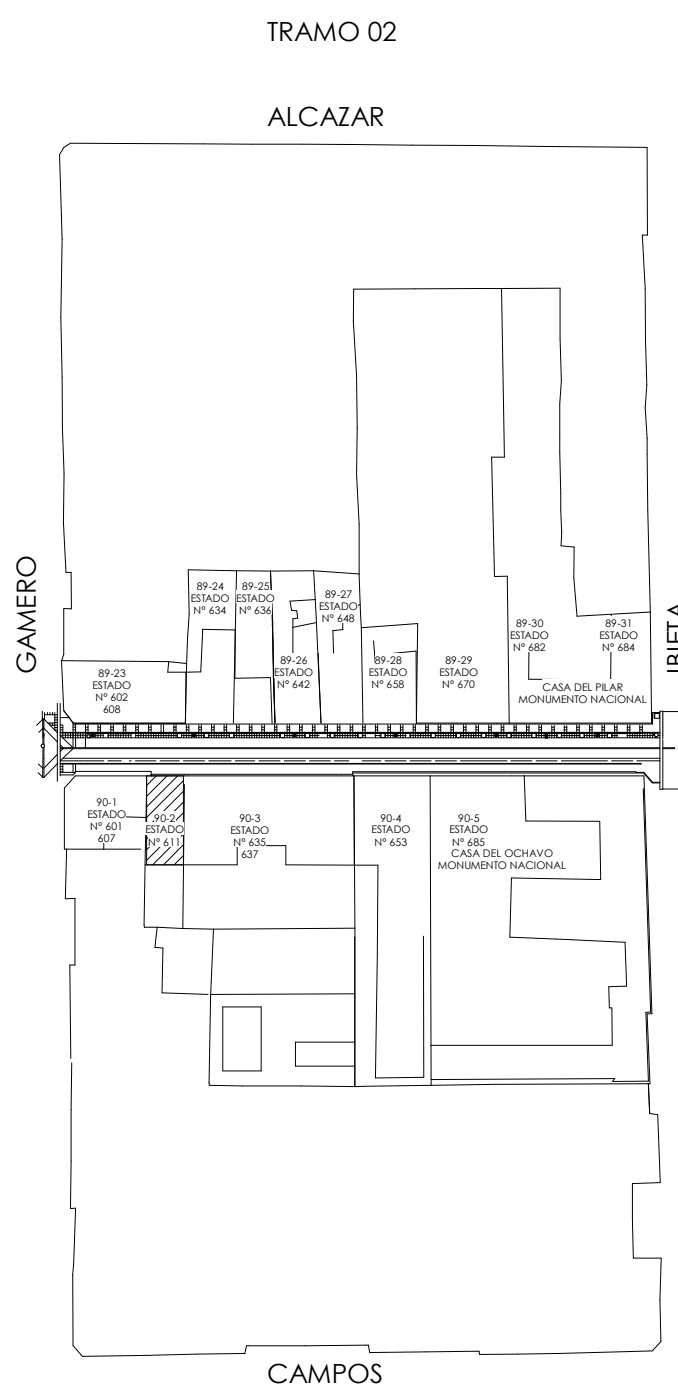 TRAMO 02
ALCAZAR
GAMERO
89-23
ESTADO
N° 602
608
89-24
ESTADO
N° 634
89-25
ESTADO
N° 636
89-26
ESTADO
N° 642
89-27
ESTADO
N° 648
89-28
ESTADO
N° 658
89-29
ESTADO
N° 670
89-30
ESTADO
N° 682
89-31
ESTADO
N° 684
CASA DEL PILAR
MONUMENTO NACIONAL
90-1
ESTADO
N° 601
607
90-2
ESTADO
N° 611
90-3
ESTADO
N° 635
637
90-4
ESTADO
N° 653
90-5
ESTADO
N° 685
CASA DEL OCHAVO
MONUMENTO NACIONAL
CAMPOS